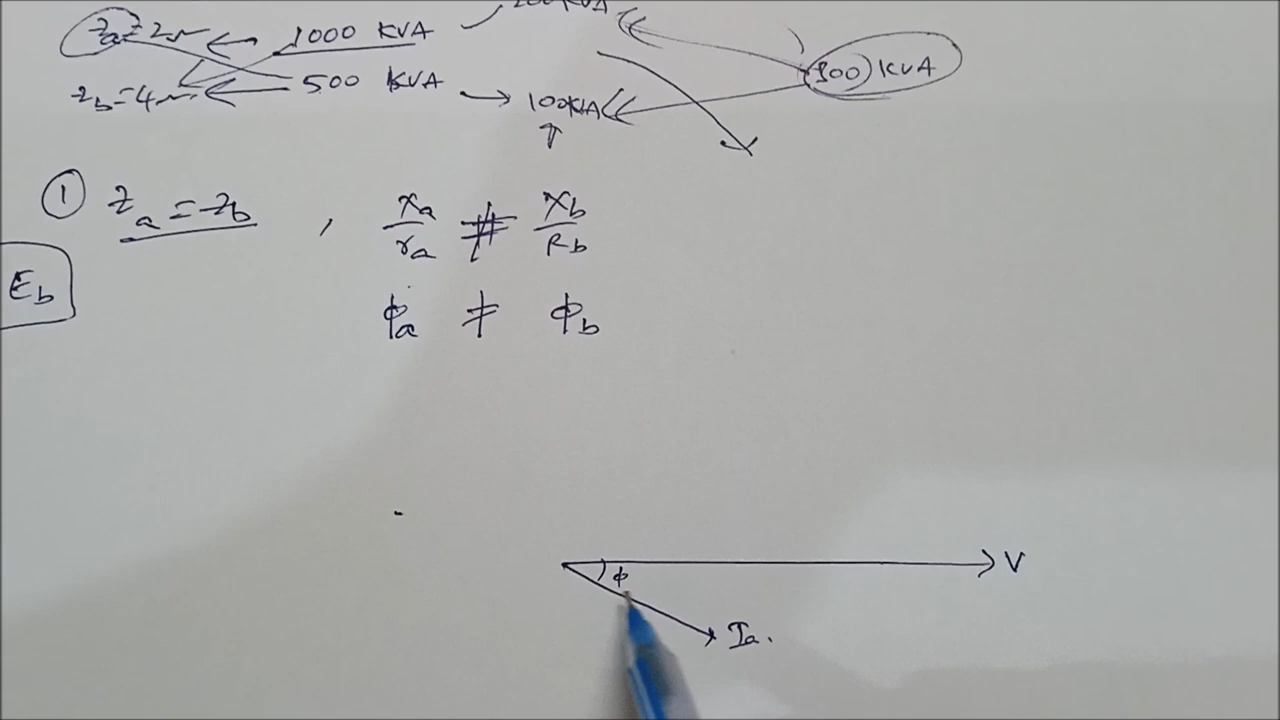 Za=2Ω ← 1000 KVA
Zb=4Ω ← 500 KVA → 100KVA 300) KVA
① Za = Zb , Xa/ra ≠ Xb/Rb
Eb
ϕa ≠ ϕb
V
ϕ
Ia.